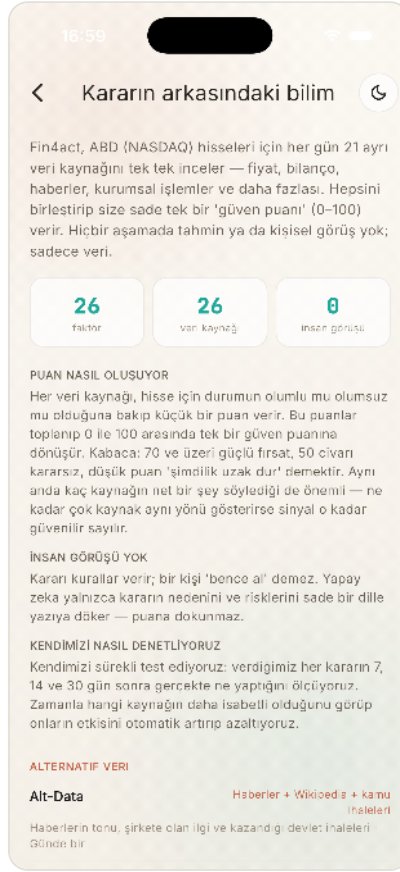 16:59
Kararın arkasındaki bilim
Fin4act, ABD (NASDAQ) hisseleri için her gün 21 ayrı
veri kaynağını tek tek inceler — fiyat, bilanço,
haberler, kurumsal işlemler ve daha fazlası. Hepsini
birleştirip size sade tek bir 'güven puanı' (0–100)
verir. Hiçbir aşamada tahmin ya da kişisel görüş yok;
sadece veri.
26 26 0
faktör veri kaynağı insan görüşü
PUAN NASIL OLUŞUYOR
Her veri kaynağı, hisse için durumun olumlu mu olumsuz
mu olduğuna bakıp küçük bir puan verir. Bu puanlar
toplanıp 0 ile 100 arasında tek bir güven puanına
dönüşür. Kabaca: 70 ve üzeri güçlü fırsat, 50 civarı
kararsız, düşük puan 'şimdilik uzak dur' demektir. Aynı
anda kaç kaynağın net bir şey söylediği de önemli — ne
kadar çok kaynak aynı yönü gösterirse sinyal o kadar
güvenilir sayılır.
İNSAN GÖRÜŞÜ YOK
Kararı kurallar verir; bir kişi 'bence al' demez. Yapay
zeka yalnızca kararın nedenini ve risklerini sade bir dille
yazıya döker — puana dokunmaz.
KENDİMİZİ NASIL DENETLİYORUZ
Kendimizi sürekli test ediyoruz: verdiğimiz her kararın 7,
14 ve 30 gün sonra gerçekte ne yaptığını ölçüyoruz.
Zamanla hangi kaynağın daha isabetli olduğunu görüp
onların etkisini otomatik artırıp azaltıyoruz.
ALTERNATİF VERİ
Alt-Data Haberler + Wikipedia + kamu
ihaleleri
Haberlerin tonu, şirkete olan ilgi ve kazandığı devlet ihaleleri ·
Günde bir